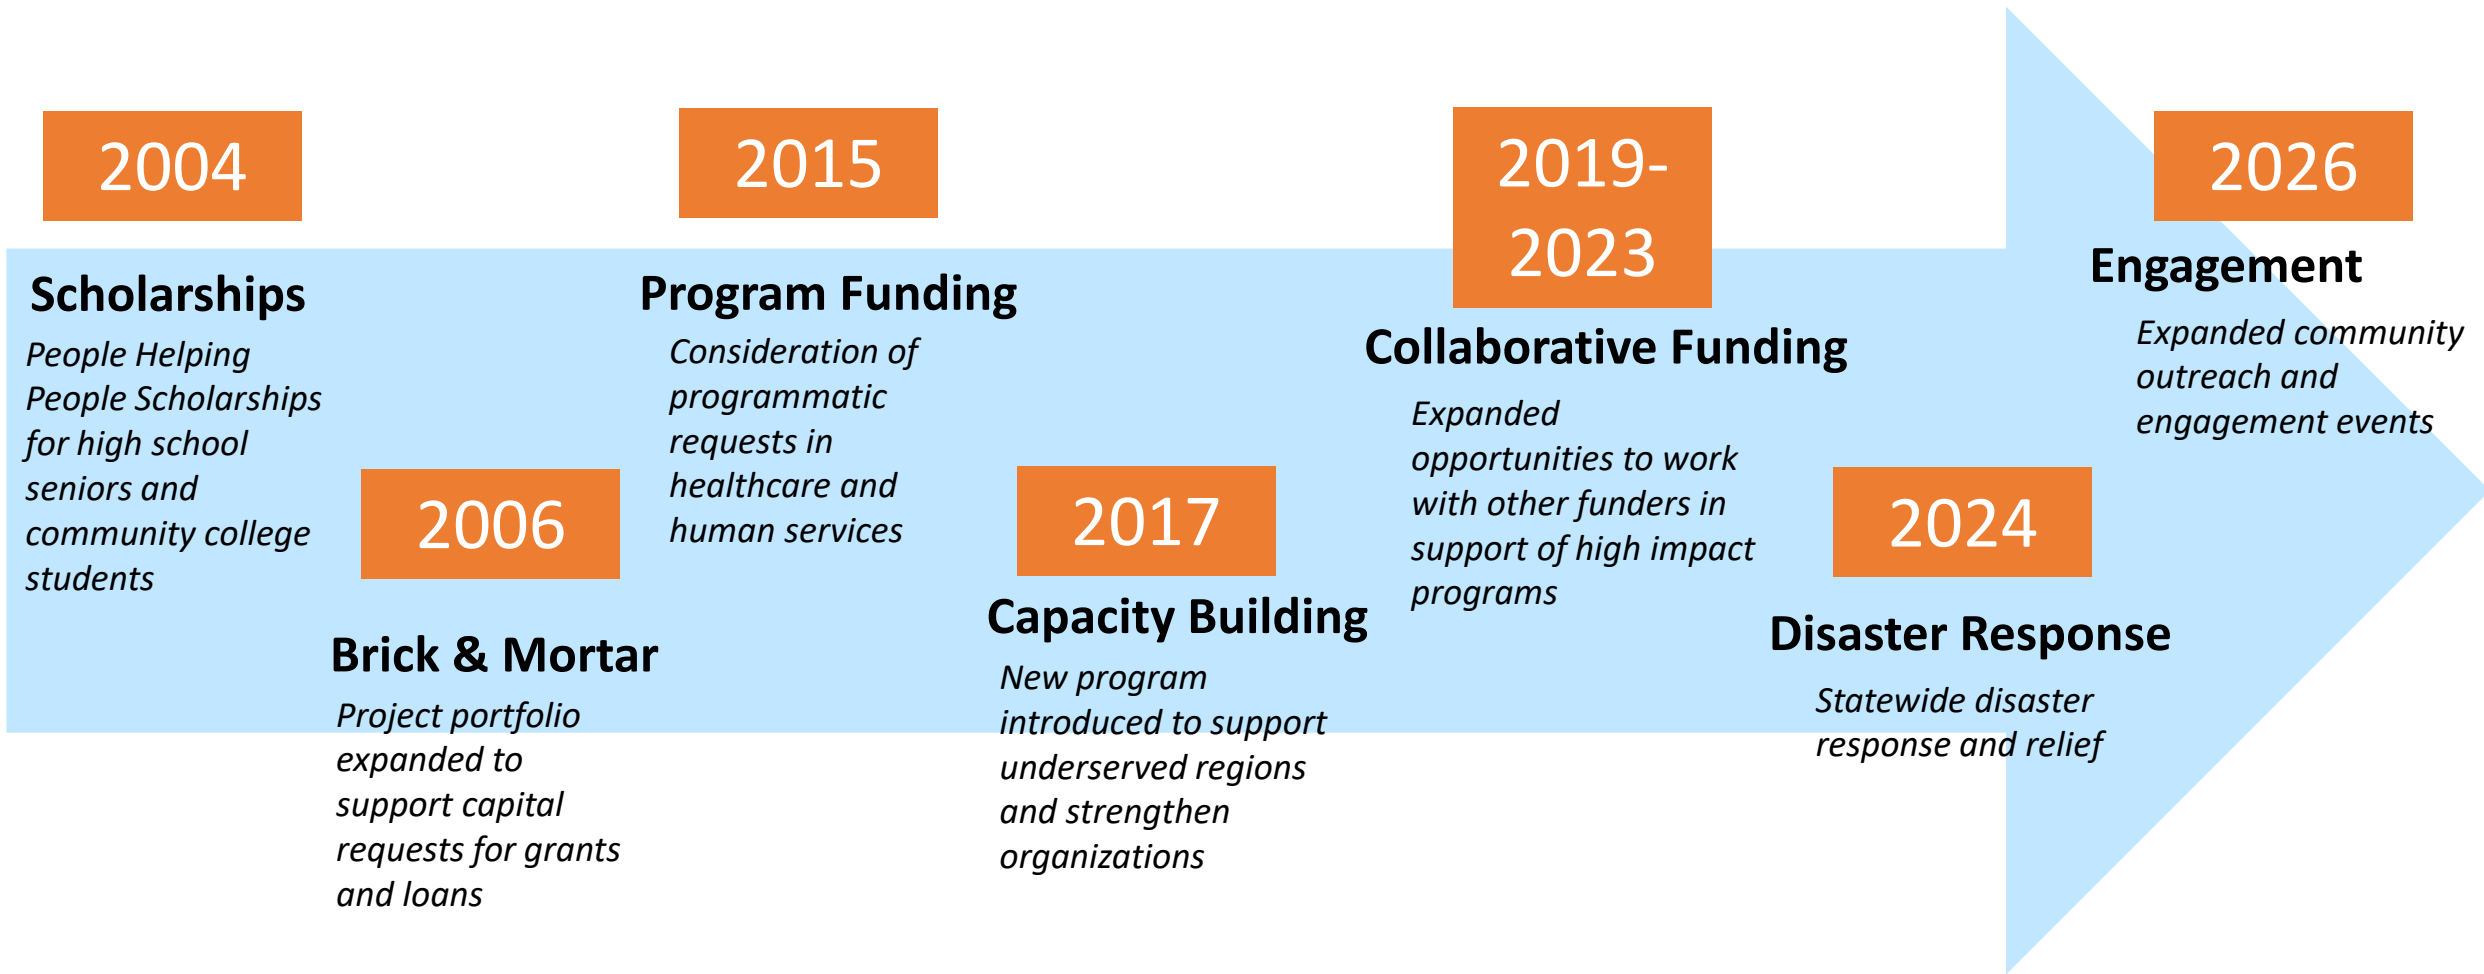 2004
Scholarships
People Helping
People Scholarships
for high school
seniors and
community college
students
2006
Brick & Mortar
Project portfolio
expanded to
support capital
requests for grants
and loans
2015
Program Funding
Consideration of
programmatic
requests in
healthcare and
human services
2017
Capacity Building
New program
introduced to support
underserved regions
and strengthen
organizations
2019-
2023
Collaborative Funding
Expanded
opportunities to work
with other funders in
support of high impact
programs
2024
Disaster Response
Statewide disaster
response and relief
2026
Engagement
Expanded community
outreach and
engagement events